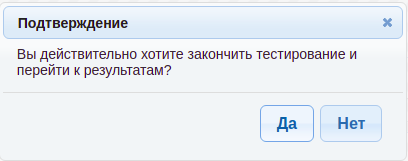 Подтверждение
Вы действительно хотите закончить тестирование и
перейти к результатам?
Да
Нет